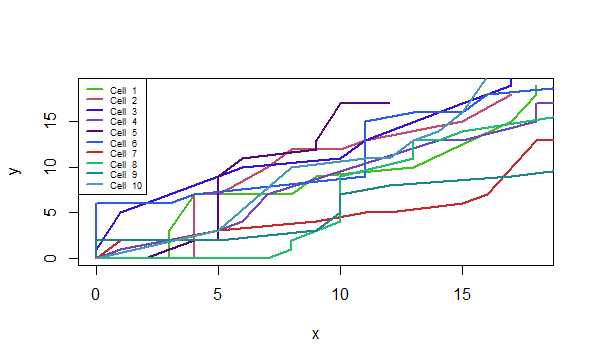 Cell 1
Cell 2
Cell 3
Cell 4
Cell 5
Cell 6
Cell 7
Cell 8
Cell 9
Cell 10
15
10
5
0
y
0 5 10 15
x